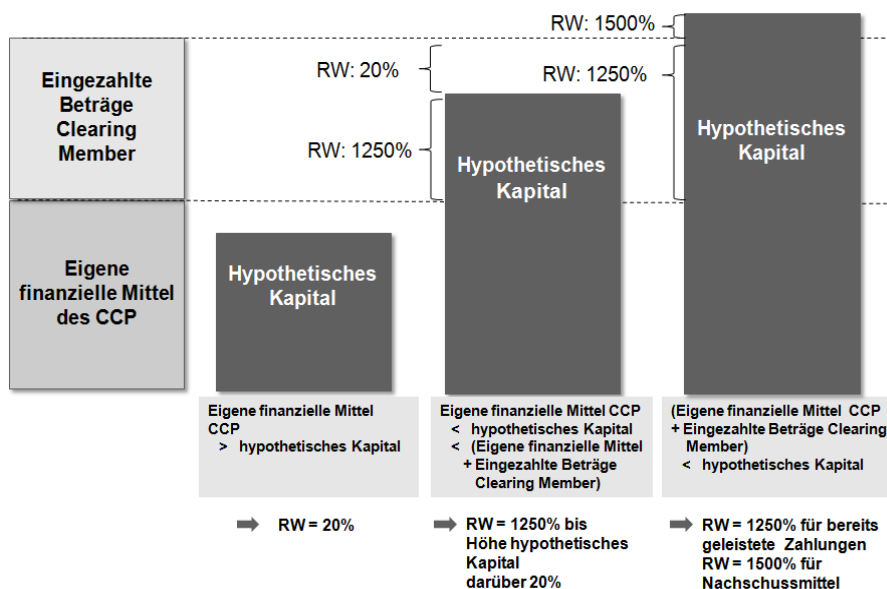 RW: 1500%
Eingezahlte
Beträge
Clearing
Member
RW: 20%
RW: 1250%
RW: 1250%
Hypothetisches
Kapital
Hypothetisches
Kapital
Eigene
finanzielle Mittel
des CCP
Hypothetisches
Kapital
Eigene finanzielle Mittel
CCP
> hypothetisches Kapital
Eigene finanzielle Mittel CCP
< hypothetisches Kapital
< (Eigene finanzielle Mittel
+ Eingezahlte Beträge
Clearing Member)
(Eigene finanzielle Mittel CCP
+ Eingezahlte Beträge Clearing
Member)
< hypothetisches Kapital
RW = 20%
RW = 1250% bis
Höhe hypothetisches
Kapital
darüber 20%
RW = 1250% für bereits
geleistete Zahlungen
RW = 1500% für
Nachschussmittel